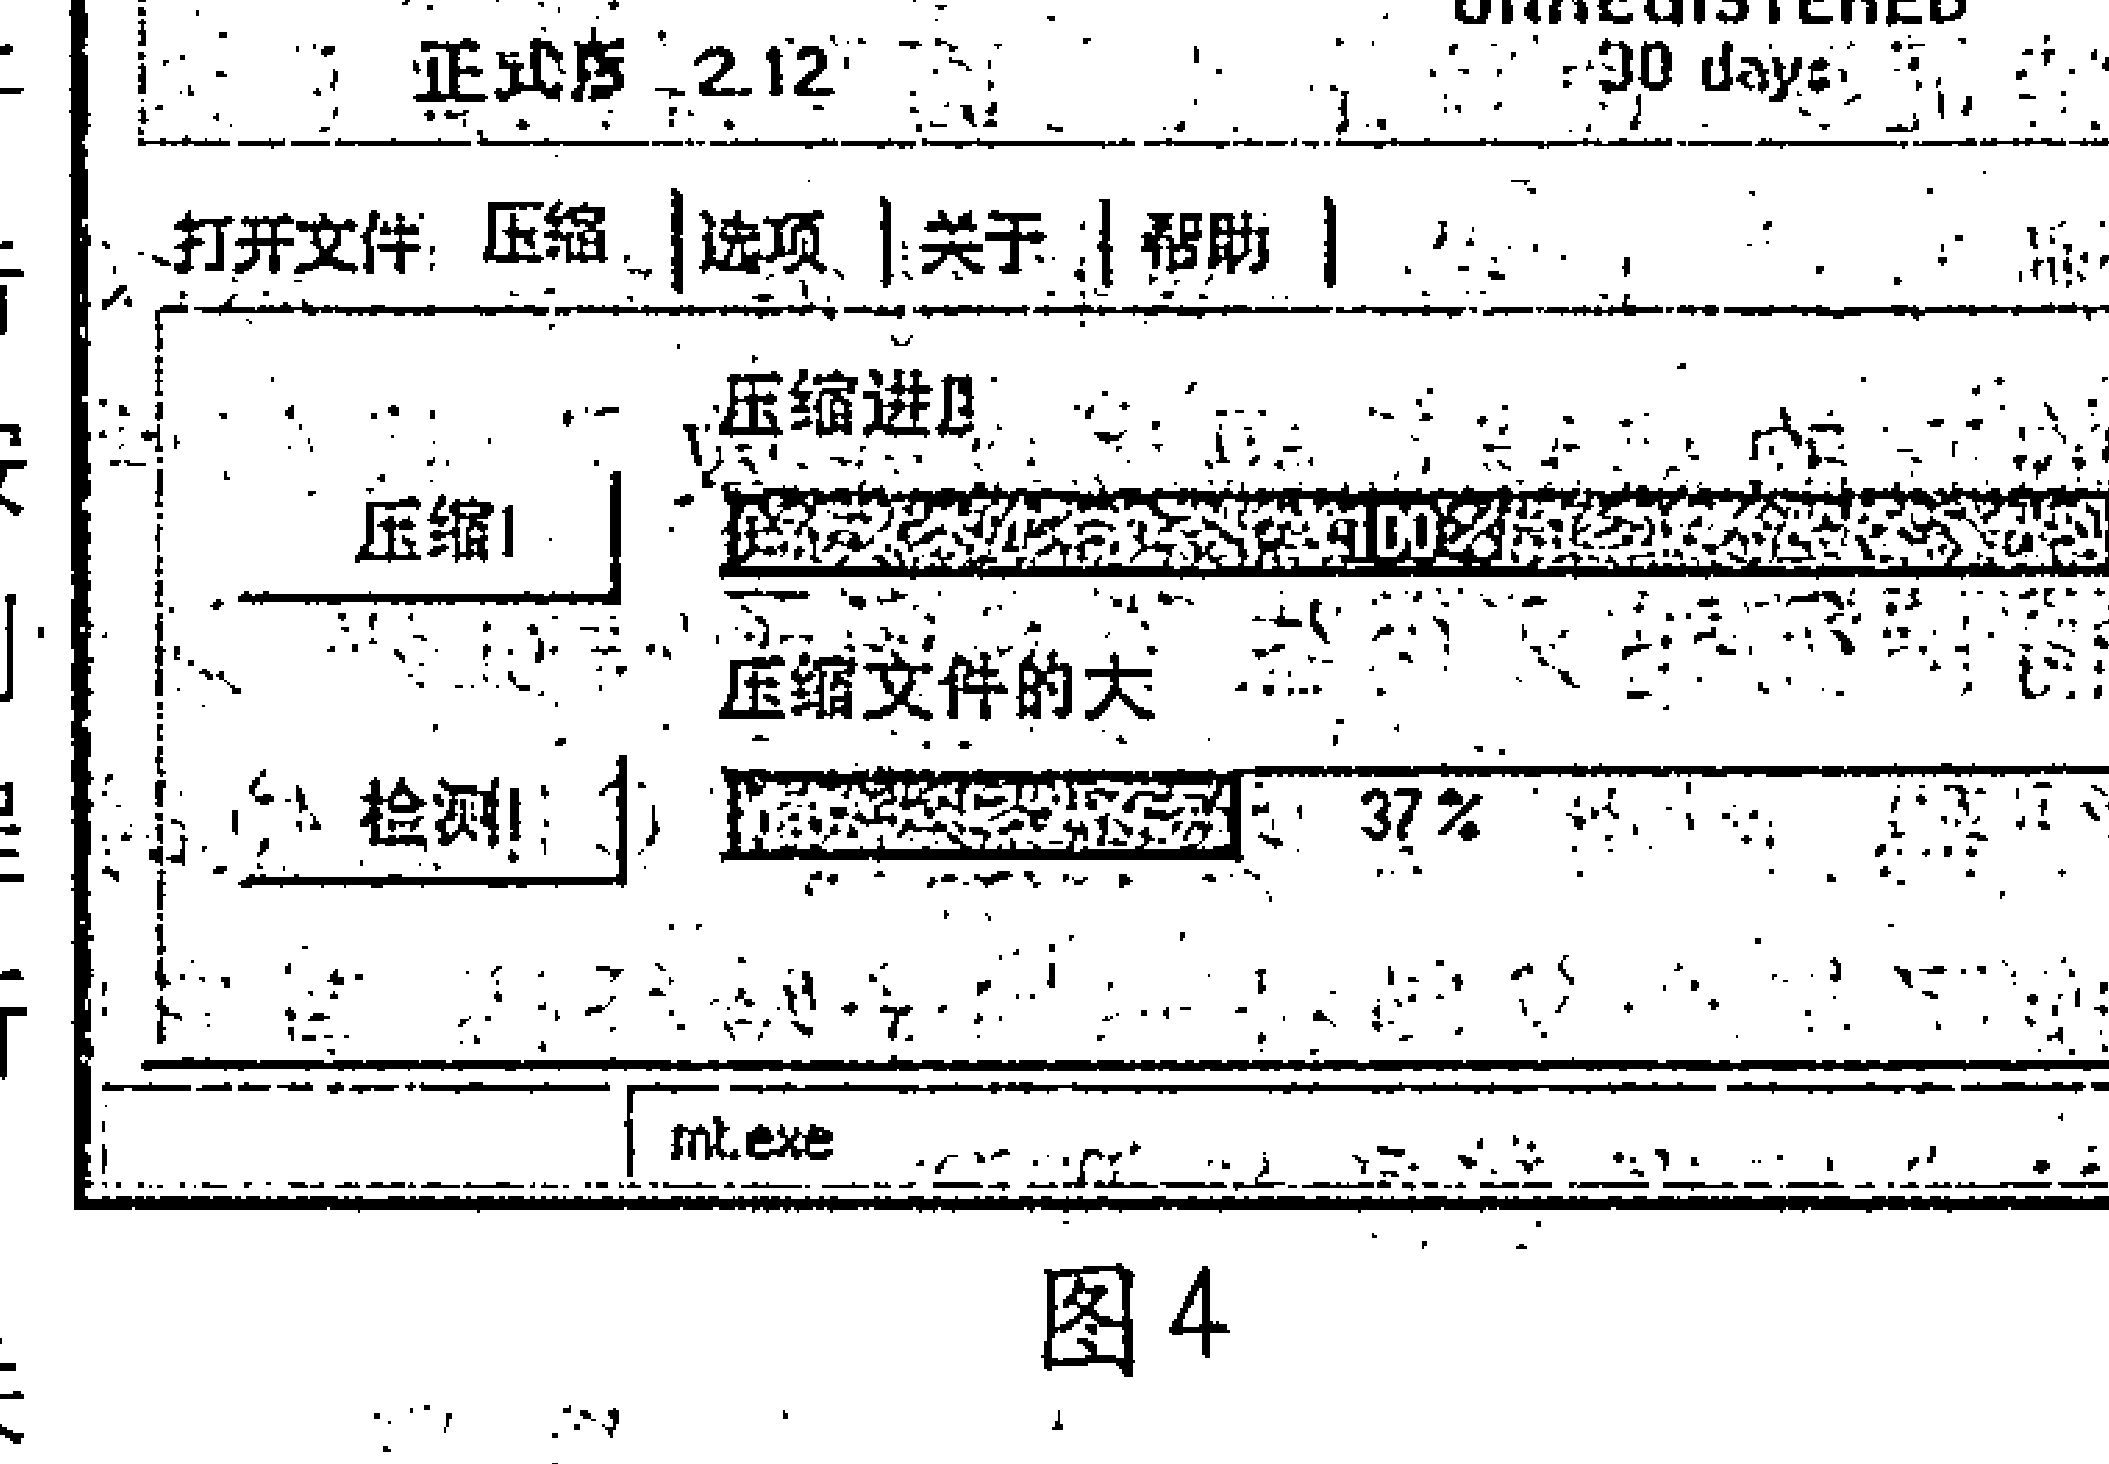 UNREGISTERED
正式 2.12 30 days
打开文件 压缩 选项 关于 帮助
压缩进
压缩! 100%
压缩文件的大
检测! 37%
mt.exe
图4